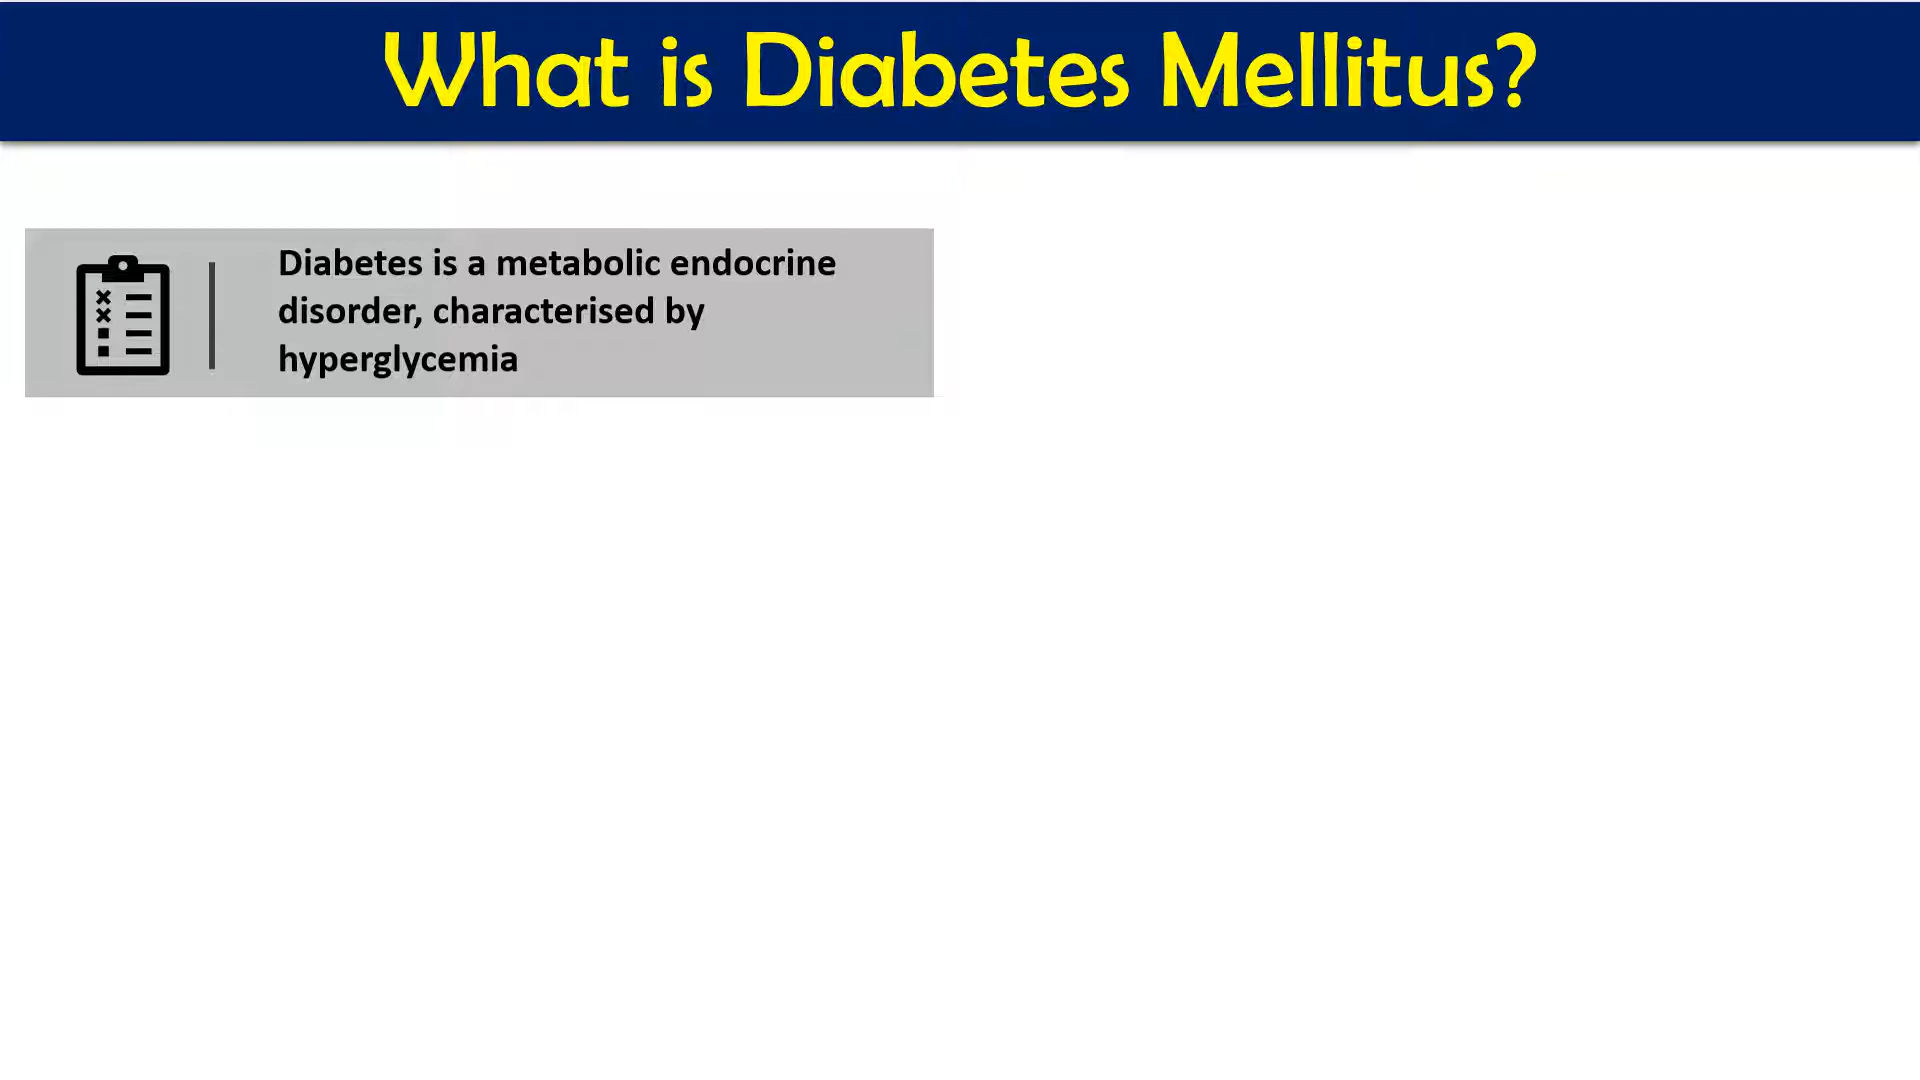 What is Diabetes Mellitus?
Diabetes is a metabolic endocrine
disorder, characterised by
hyperglycemia